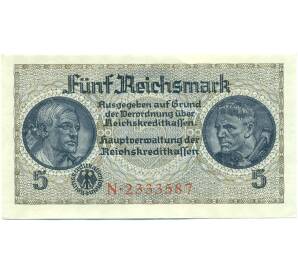 Fünf Reichsmark
Ausgegeben auf Grund
der Verordnung über
Reichskreditkassen.
Hauptverwaltung der
Reichskreditkassen
5 N·2333587 5